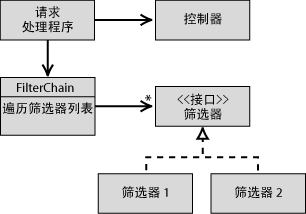 请求
处理程序
控制器
FilterChain
遍历筛选器列表
*
<<接口>>
筛选器
筛选器 1
筛选器 2